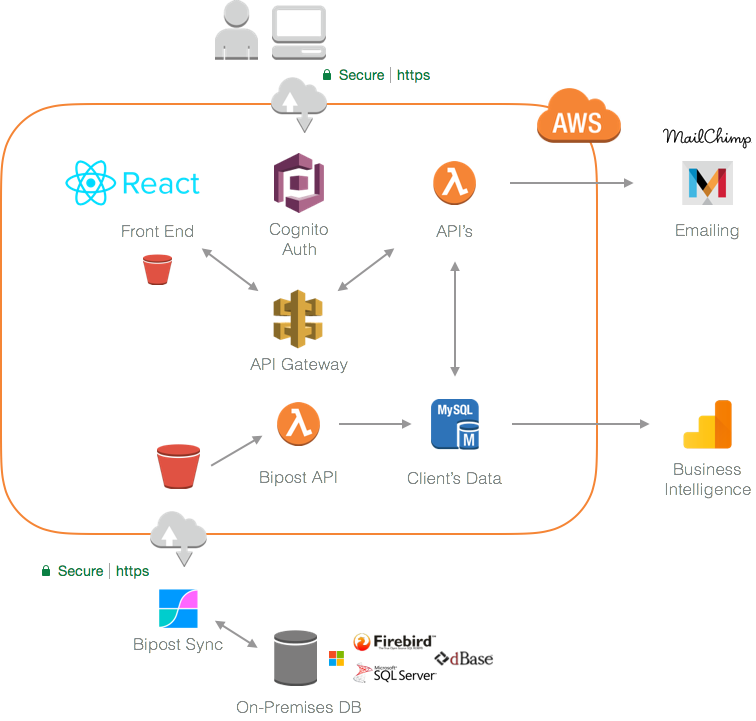 Secure | https
AWS
MailChimp
React
Front End
Cognito
Auth
API's
Emailing
API Gateway
MySQL
M
Bipost API
Client's Data
Business
Intelligence
Secure | https
Bipost Sync
Firebird™
dBase
Microsoft
SQL Server
On-Premises DB